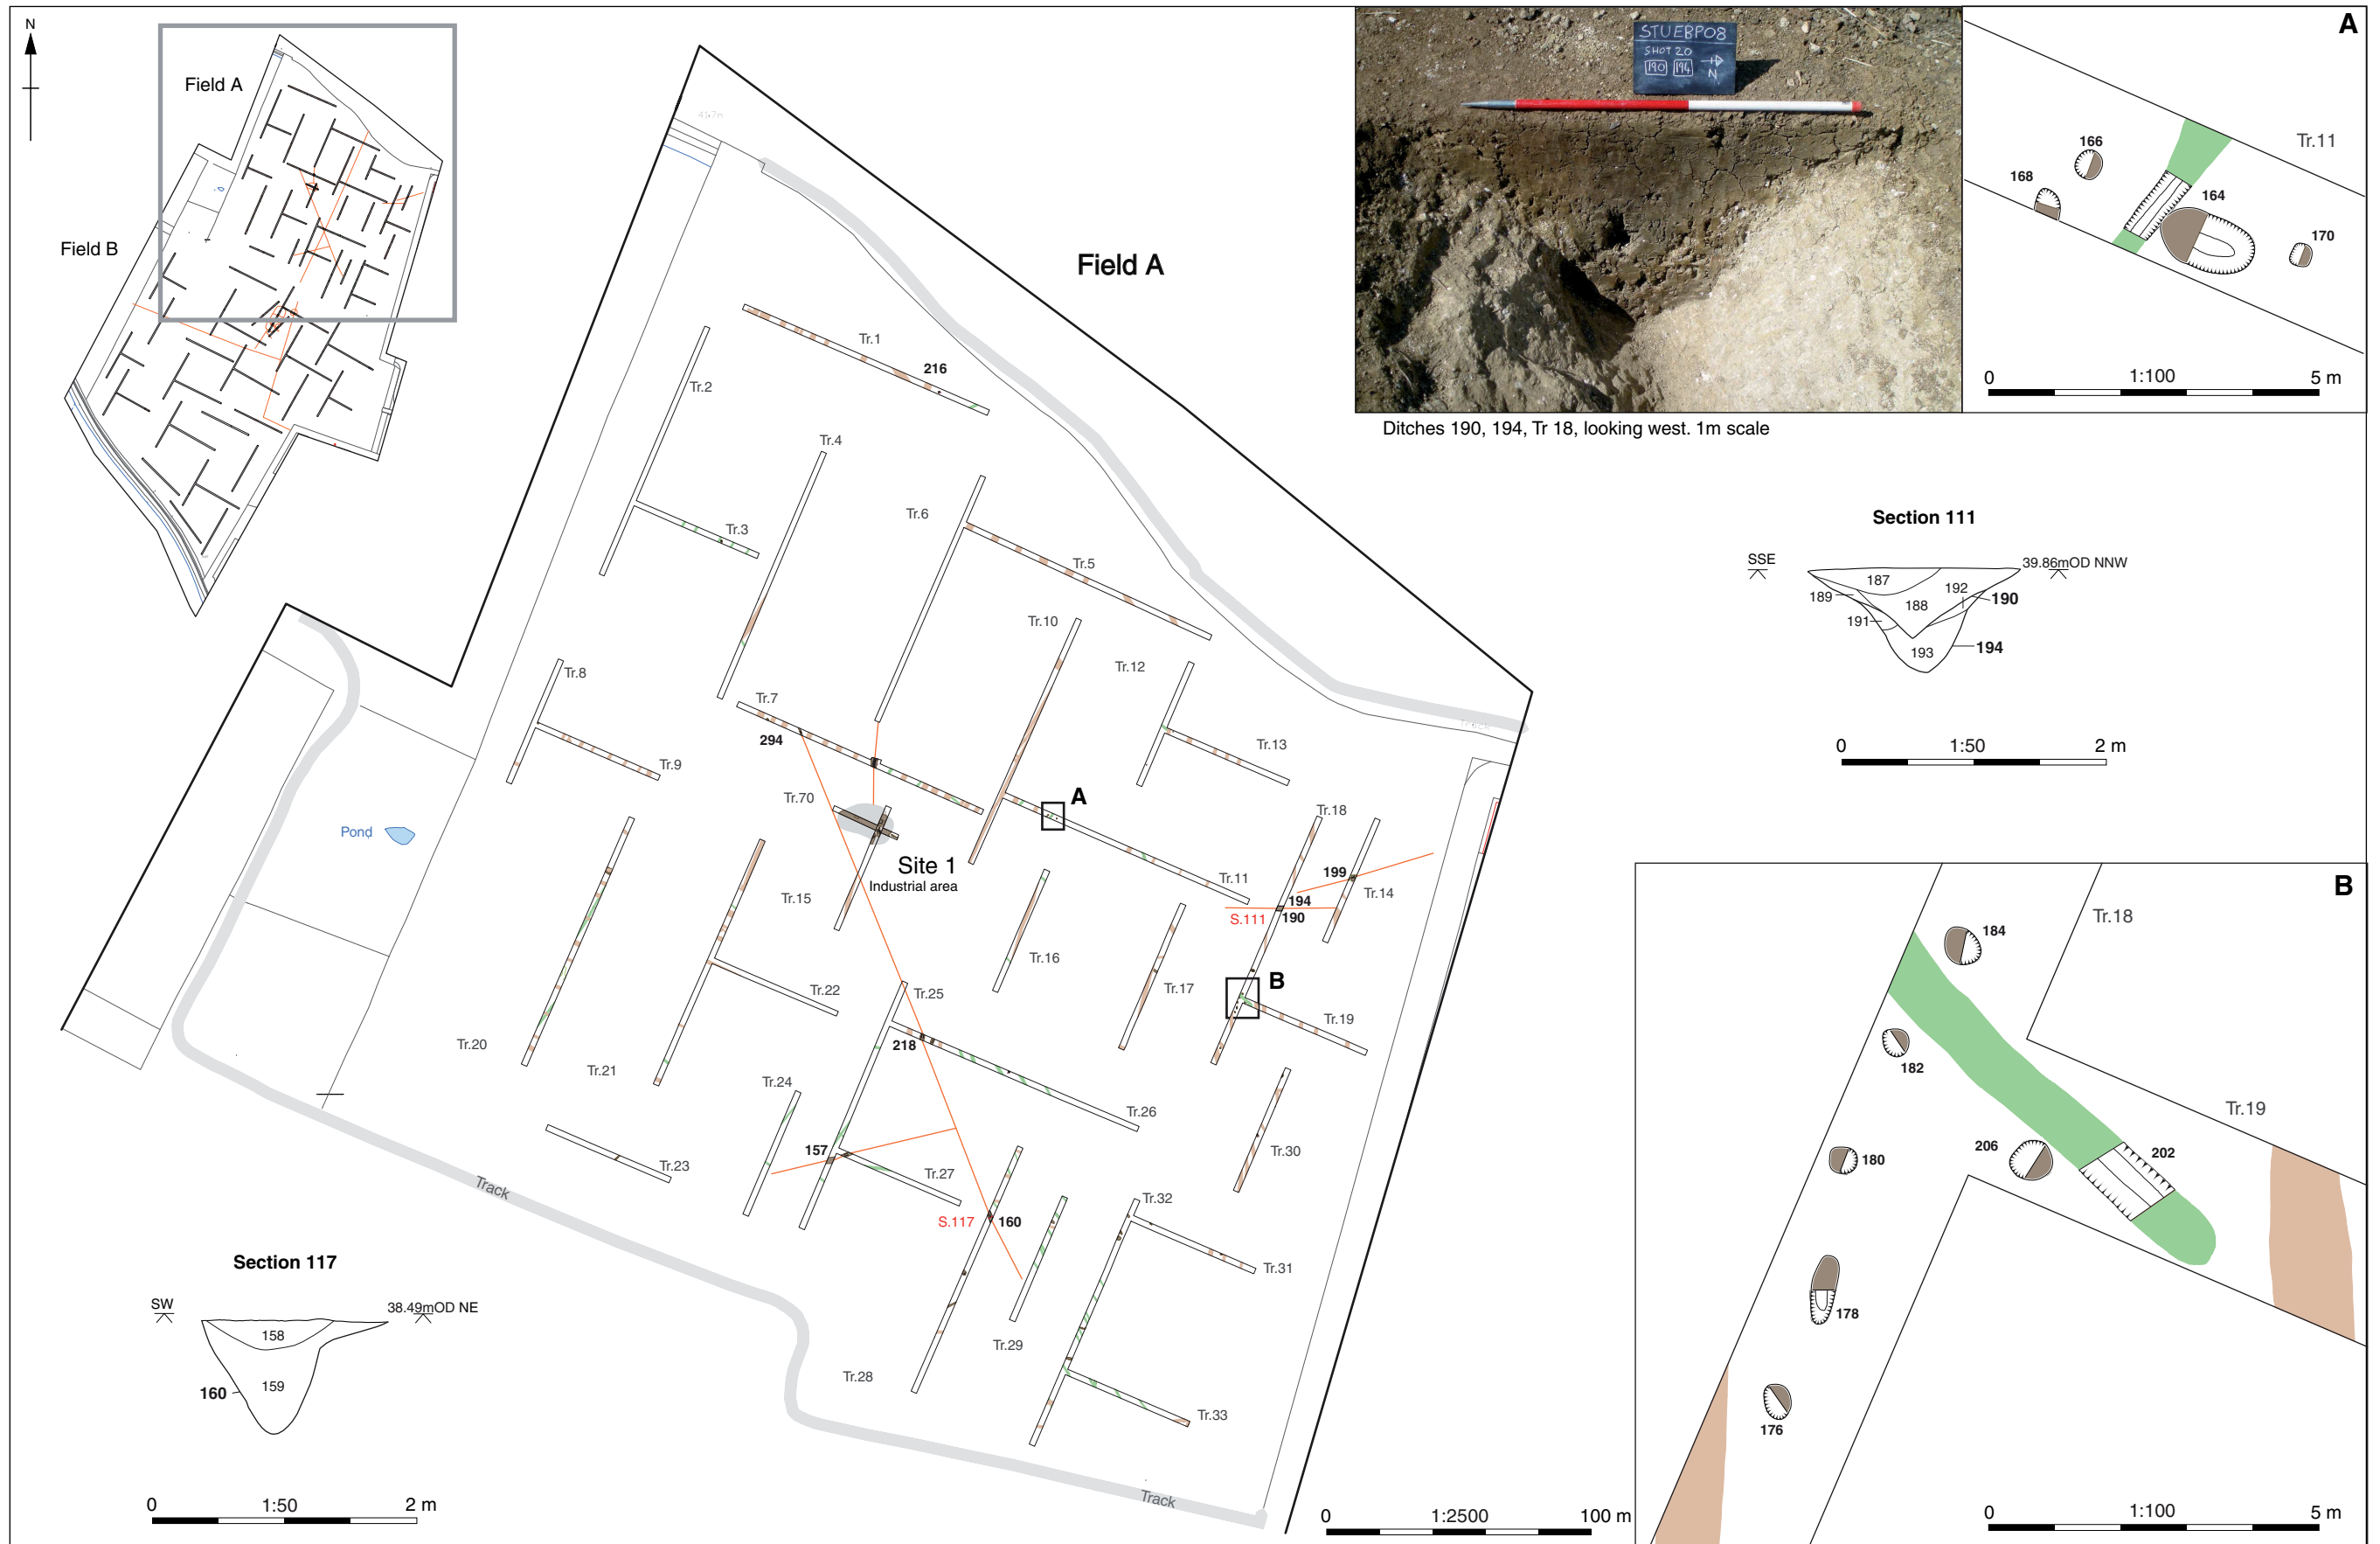 N
Field A
Field B
Field A
Tr.1
216
Tr.2
Tr.3
Tr.4
Tr.6
Tr.5
Tr.10
Tr.12
Tr.13
Tr.8
Tr.9
Tr.7
294
Tr.70
A
Site 1
Industrial area
Pond
Tr.15
Tr.11
Tr.18
199
Tr.14
194
190
S.111
Tr.16
Tr.17
B
Tr.19
Tr.20
Tr.21
Tr.22
Tr.25
218
Tr.24
Tr.26
Tr.23
157
Tr.27
Tr.30
S.117
160
Tr.32
Tr.31
Tr.29
Tr.28
Tr.33
Track
Track
0 1:2500 100 m
STUEBP08
SHOT 20
190 194
N
Ditches 190, 194, Tr 18, looking west. 1m scale
A
Tr.11
166
168
164
170
0 1:100 5 m
Section 111
SSE
39.86mOD NNW
187
192
189
188
190
191
193
194
0 1:50 2 m
B
Tr.18
184
182
Tr.19
206
202
180
178
176
0 1:100 5 m
Section 117
SW
38.49mOD NE
158
160
159
0 1:50 2 m